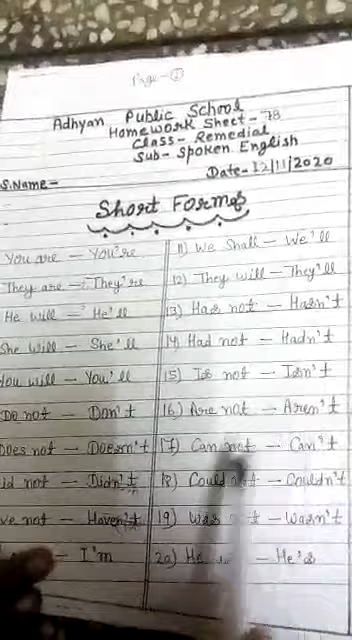 Page - ②
Adhyan Public School
Homework Sheet - 78
Class - Remedial
Sub - Spoken English
Date - 12/11/2020
S.Name -
Short Forms
You are - You're
They are - They're
He will - He'll
She will - She'll
You will - You'll
Do not - Don't
Does not - Doesn't
id not - Didn't
ve not - Haven't
- I'm
11) We Shall - We'll
12) They will - They'll
13) Has not - Hasn't
14) Had not - Hadn't
15) Is not - Isn't
16) Are not - Aren't
17) Can not - Can't
18) Could not - Couldn't
19) Was - Wasn't
20) He - He's